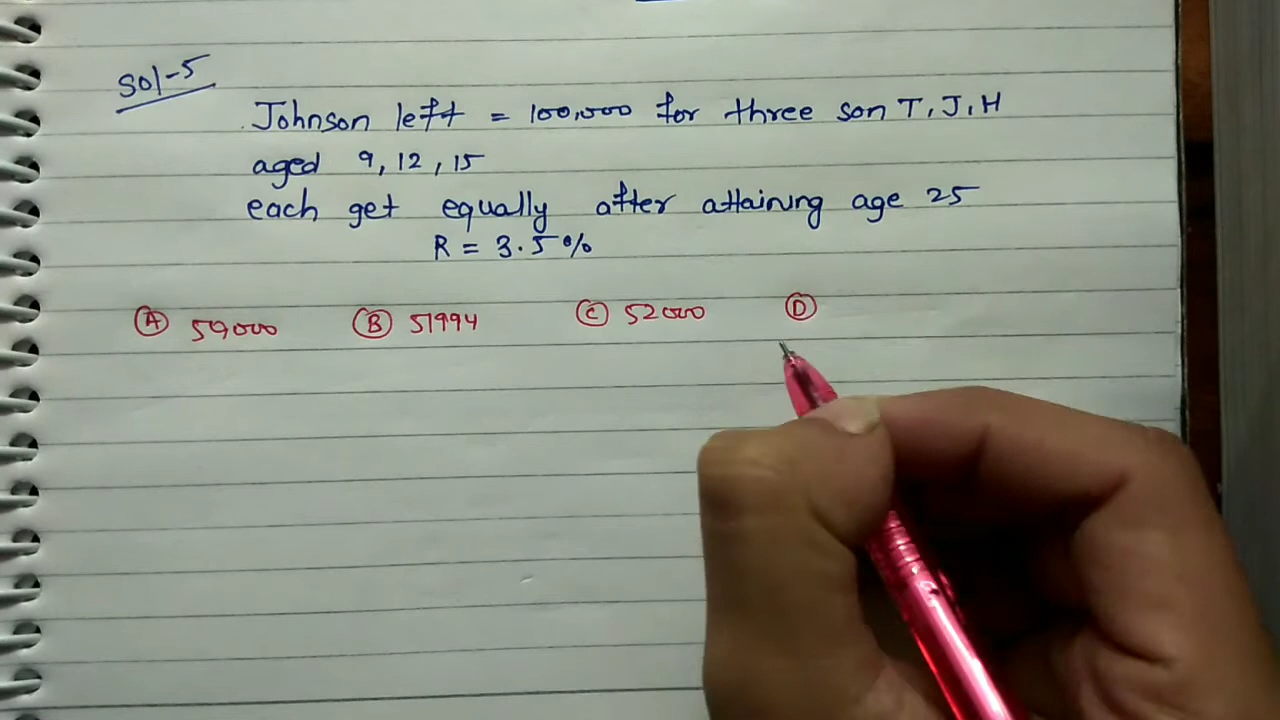 Sol-5
Johnson left = 100,000 for three son T, J, H
aged 9, 12, 15
each get equally after attaining age 25
R = 3.5%
(A) 59000 (B) 51994 (C) 52000 (D)